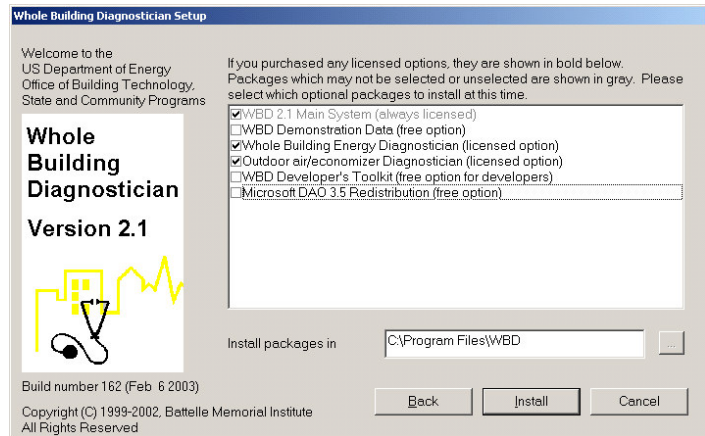 Whole Building Diagnostician Setup
Welcome to the
US Department of Energy
Office of Building Technology,
State and Community Programs
If you purchased any licensed options, they are shown in bold below.
Packages which may not be selected or unselected are shown in gray. Please
select which optional packages to install at this time.
WBD 2.1 Main System (always licensed)
WBD Demonstration Data (free option)
Whole Building Energy Diagnostician (licensed option)
Outdoor air/economizer Diagnostician (licensed option)
WBD Developer's Toolkit (free option for developers)
Microsoft DAO 3.5 Redistribution (free option)
Whole
Building
Diagnostician
Version 2.1
Install packages in
C:\Program Files\WBD
...
Build number 162 (Feb 6 2003)
Copyright (C) 1999-2002, Battelle Memorial Institute
All Rights Reserved
Back
Install
Cancel